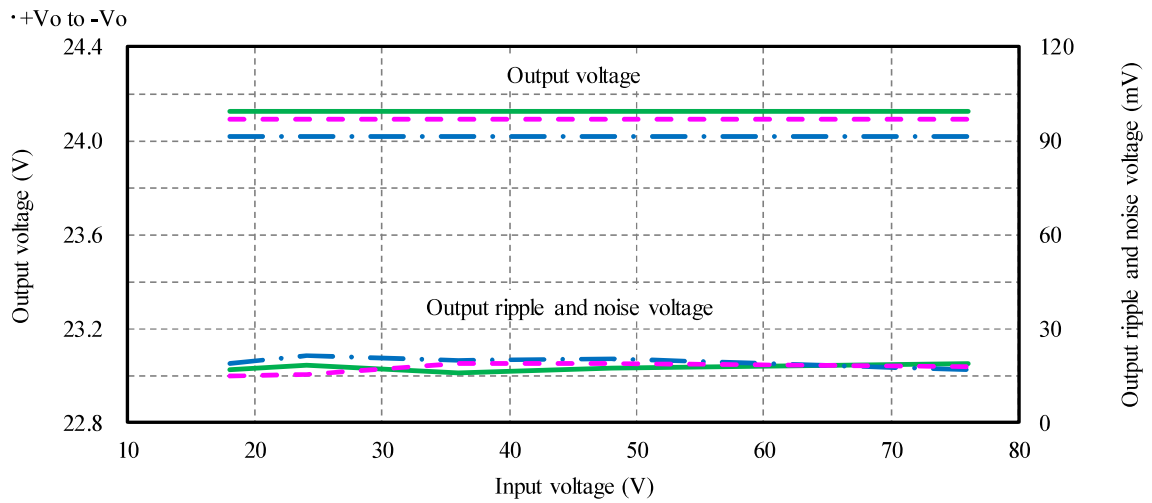 ·+Vo to -Vo
24.4
24.0
23.6
23.2
22.8
Output voltage (V)
Output voltage
Output ripple and noise voltage
120
90
60
30
0
Output ripple and noise voltage (mV)
10 20 30 40 50 60 70 80
Input voltage (V)